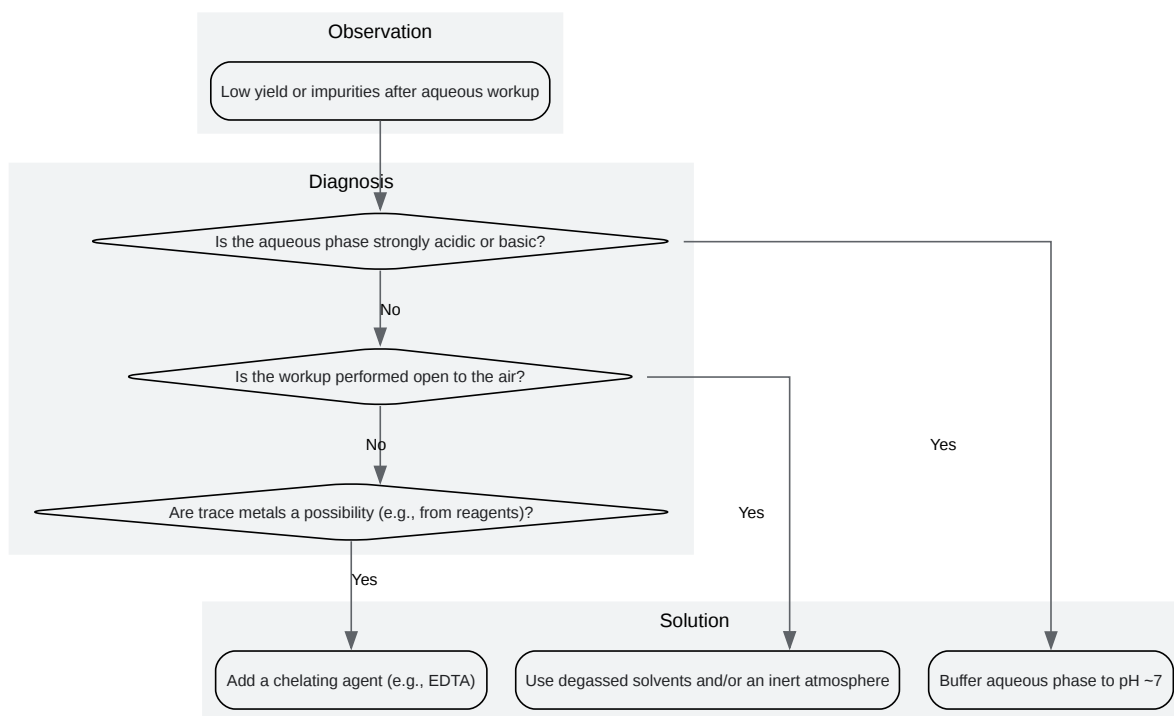 Observation
Low yield or impurities after aqueous workup
Diagnosis
Is the aqueous phase strongly acidic or basic?
No
Is the workup performed open to the air?
No
Yes
Are trace metals a possibility (e.g., from reagents)?
Yes
Yes
Solution
Add a chelating agent (e.g., EDTA)
Use degassed solvents and/or an inert atmosphere
Buffer aqueous phase to pH ~7